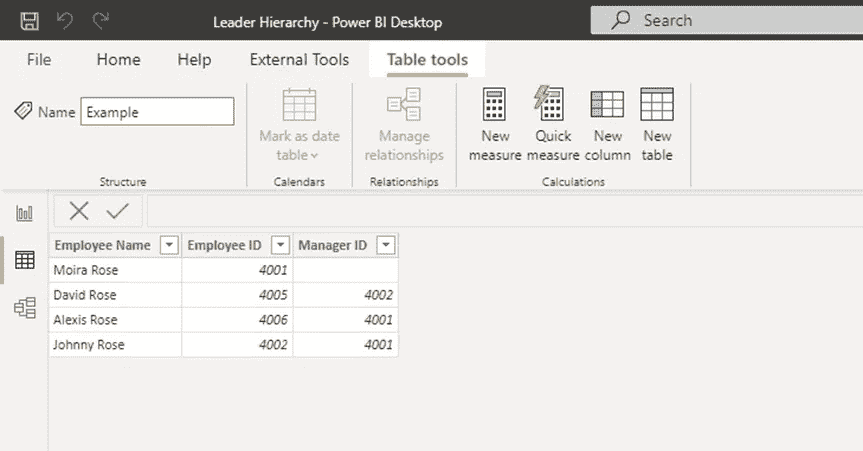 Leader Hierarchy - Power BI Desktop
Search
File Home Help External Tools Table tools
Name Example
Mark as date table
Manage relationships
New measure
Quick measure
New column
New table
Structure Calendars Relationships Calculations
Employee Name Employee ID Manager ID
Moira Rose 4001
David Rose 4005 4002
Alexis Rose 4006 4001
Johnny Rose 4002 4001